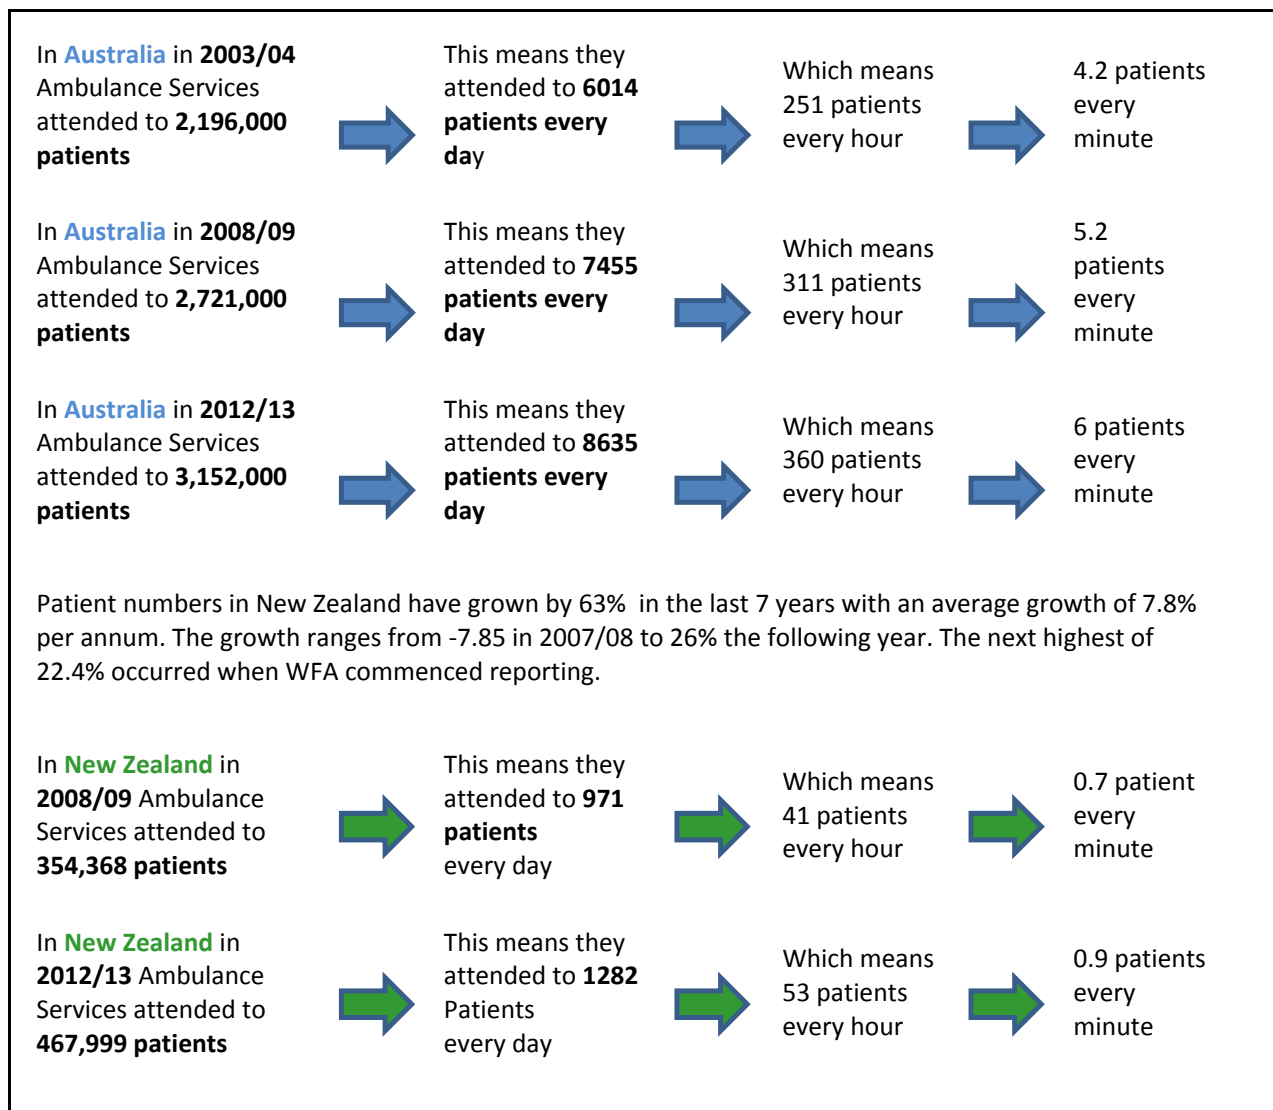 In Australia in 2003/04
Ambulance Services
attended to 2,196,000
patients
This means they
attended to 6014
patients every
day
Which means
251 patients
every hour
4.2 patients
every
minute
In Australia in 2008/09
Ambulance Services
attended to 2,721,000
patients
This means they
attended to 7455
patients every
day
Which means
311 patients
every hour
5.2
patients
every
minute
In Australia in 2012/13
Ambulance Services
attended to 3,152,000
patients
This means they
attended to 8635
patients every
day
Which means
360 patients
every hour
6 patients
every
minute
Patient numbers in New Zealand have grown by 63%  in the last 7 years with an average growth of 7.8%
per annum. The growth ranges from -7.85 in 2007/08 to 26% the following year. The next highest of
22.4% occurred when WFA commenced reporting.
In New Zealand in
2008/09 Ambulance
Services attended to
354,368 patients
This means they
attended to 971
patients
every day
Which means
41 patients
every hour
0.7 patient
every
minute
In New Zealand in
2012/13 Ambulance
Services attended to
467,999 patients
This means they
attended to 1282
Patients
every day
Which means
53 patients
every hour
0.9 patients
every
minute